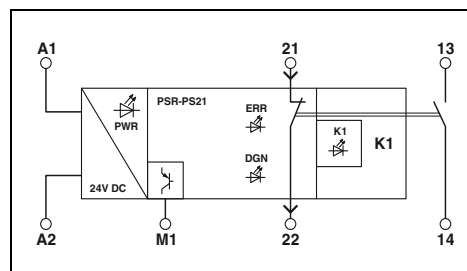 A1 21 13
PSR-PS21
PWR ERR
K1 K1
DGN
24V DC
A2 M1 22 14